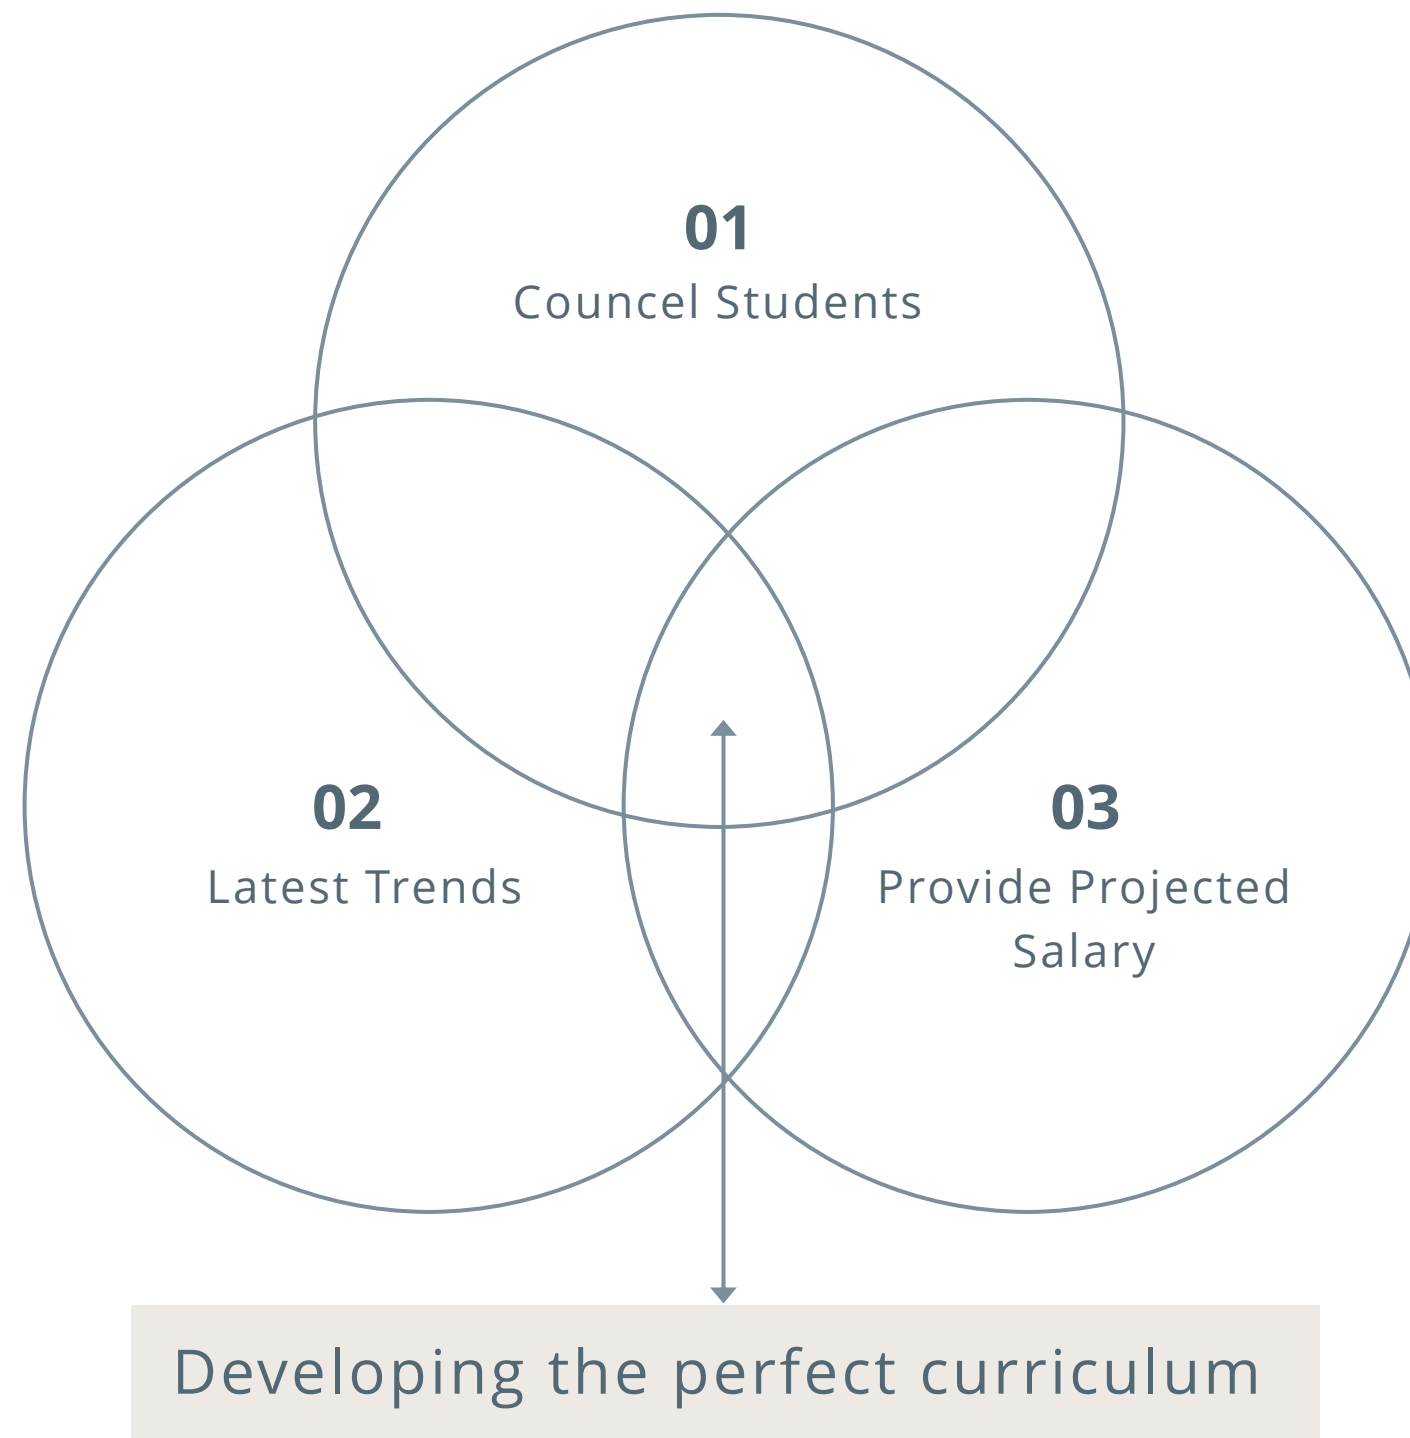 01
Councel Students
02
Latest Trends
03
Provide Projected
Salary
Developing the perfect curriculum